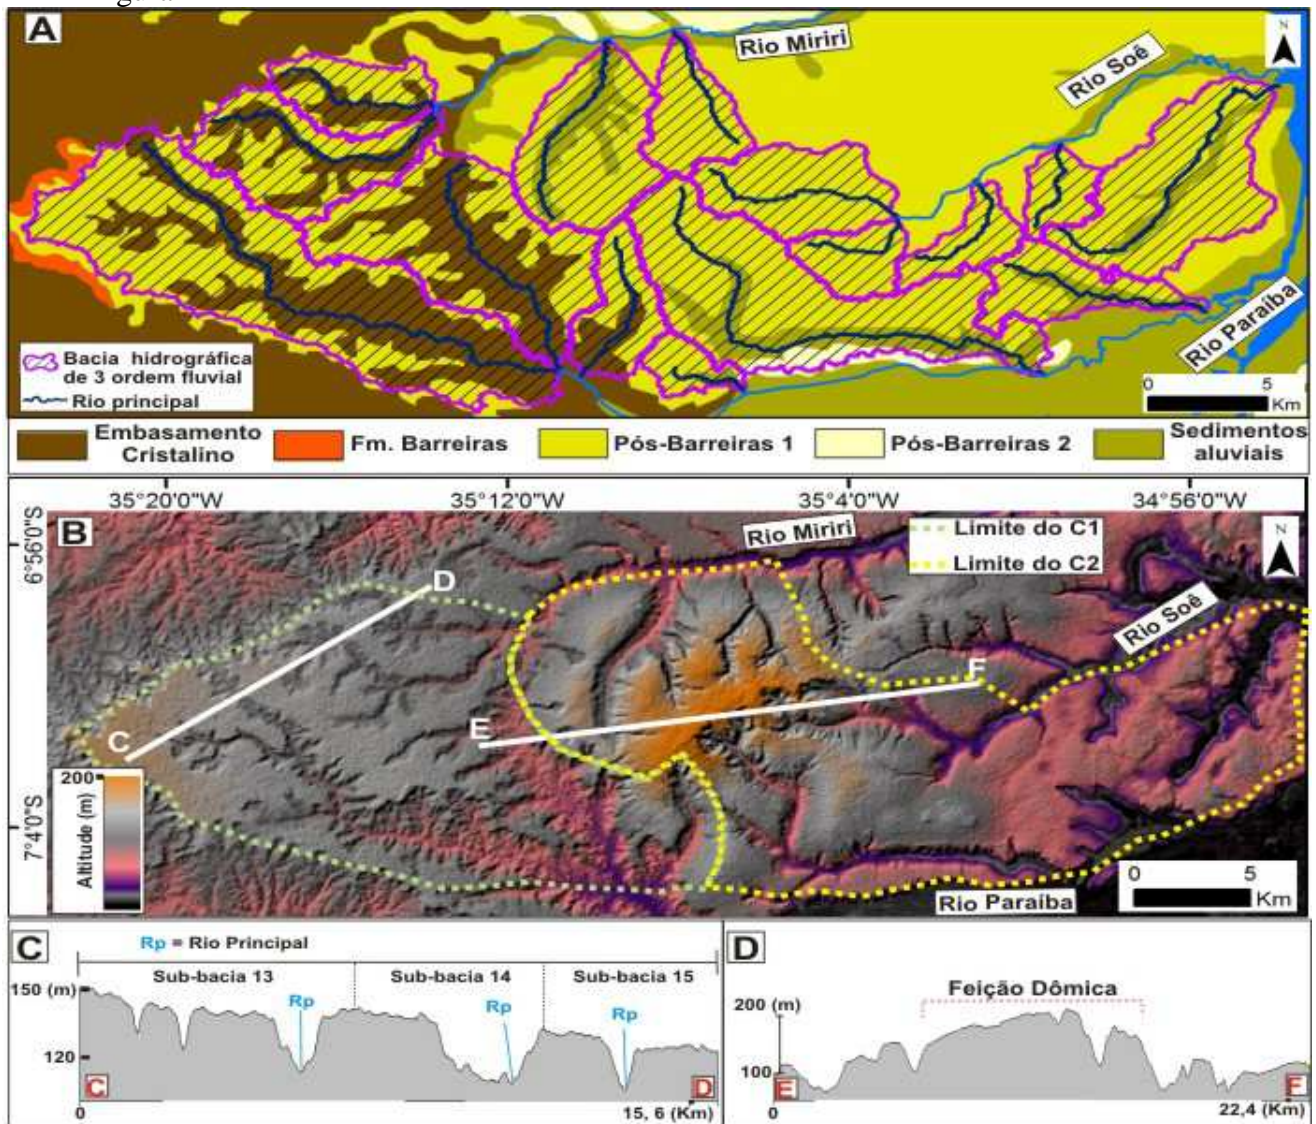 A
Rio Miriri
Rio Soê
N
Rio Paraíba
Bacia hidrográfica
de 3 ordem fluvial
Rio principal
0 5
Km
Embasamento
Cristalino
Fm. Barreiras
Pós-Barreiras 1
Pós-Barreiras 2
Sedimentos
aluviais
35°20'0"W 35°12'0"W 35°4'0"W 34°56'0"W
6°56'0"S
7°4'0"S
B
Rio Miriri
Limite do C1
Limite do C2
N
D
Rio Soê
F
E
C
200
Altitude (m)
0 5
Km
Rio Paraíba
C
Rp = Rio Principal
Sub-bacia 13 Sub-bacia 14 Sub-bacia 15
150 (m)
Rp
Rp
Rp
120
C
D
0 15, 6 (Km)
D
Feição Dômica
200 (m)
100
E
F
0 22,4 (Km)